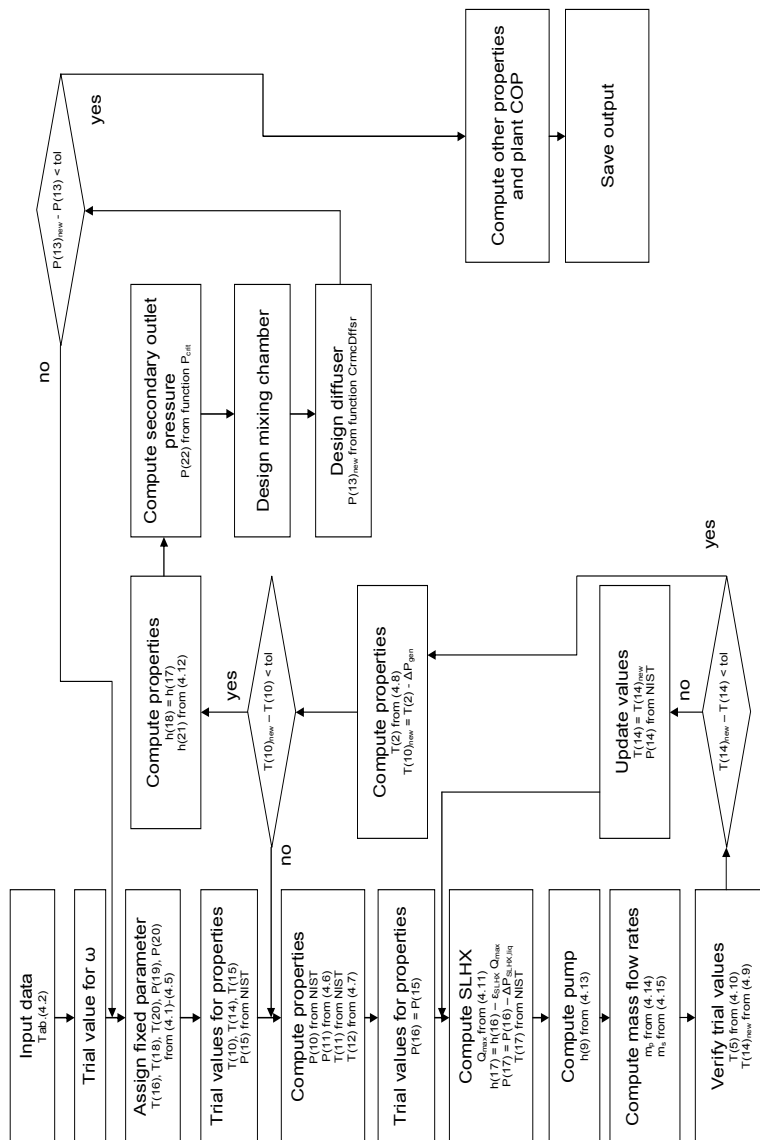 Input data
Tab.(4.2)
Trial value for ω
Assign fixed parameter
T(16), T(18), T(20), P(19), P(20)
from (4.1)-(4.5)
Trial values for properties
T(10), T(14), T(15)
P(15) from NIST
Compute properties
P(10) from NIST
P(11) from (4.6)
T(11) from NIST
T(12) from (4.7)
Trial values for properties
P(16) = P(15)
Compute SLHX
Qmax from (4.11)
h(17) = h(16) − εSLHX Qmax
P(17) = P(16) − ΔPSLHX,liq
T(17) from NIST
Compute pump
h(9) from (4.13)
Compute mass flow rates
mp from (4.14)
ms from (4.15)
Verify trial values
T(5) from (4.10)
T(14)new from (4.9)
T(14)new − T(14) < tol
no
yes
Update values
T(14) = T(14)new
P(14) from NIST
Compute properties
T(2) from (4.8)
T(10)new = T(2) - ΔPgen
T(10)new − T(10) < tol
no
yes
Compute properties
h(18) = h(17)
h(21) from (4.12)
Compute secondary outlet
pressure
P(22) from function Pcrit
Design mixing chamber
Design diffuser
P(13)new from function CrmcDffsr
P(13)new - P(13) < tol
no
yes
Compute other properties
and plant COP
Save output